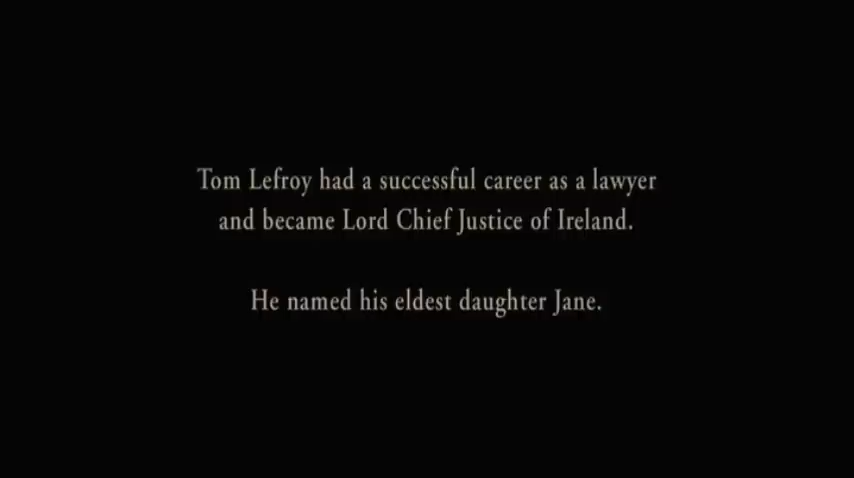 Tom Lefroy had a successful career as a lawyer
and became Lord Chief Justice of Ireland.
He named his eldest daughter Jane.